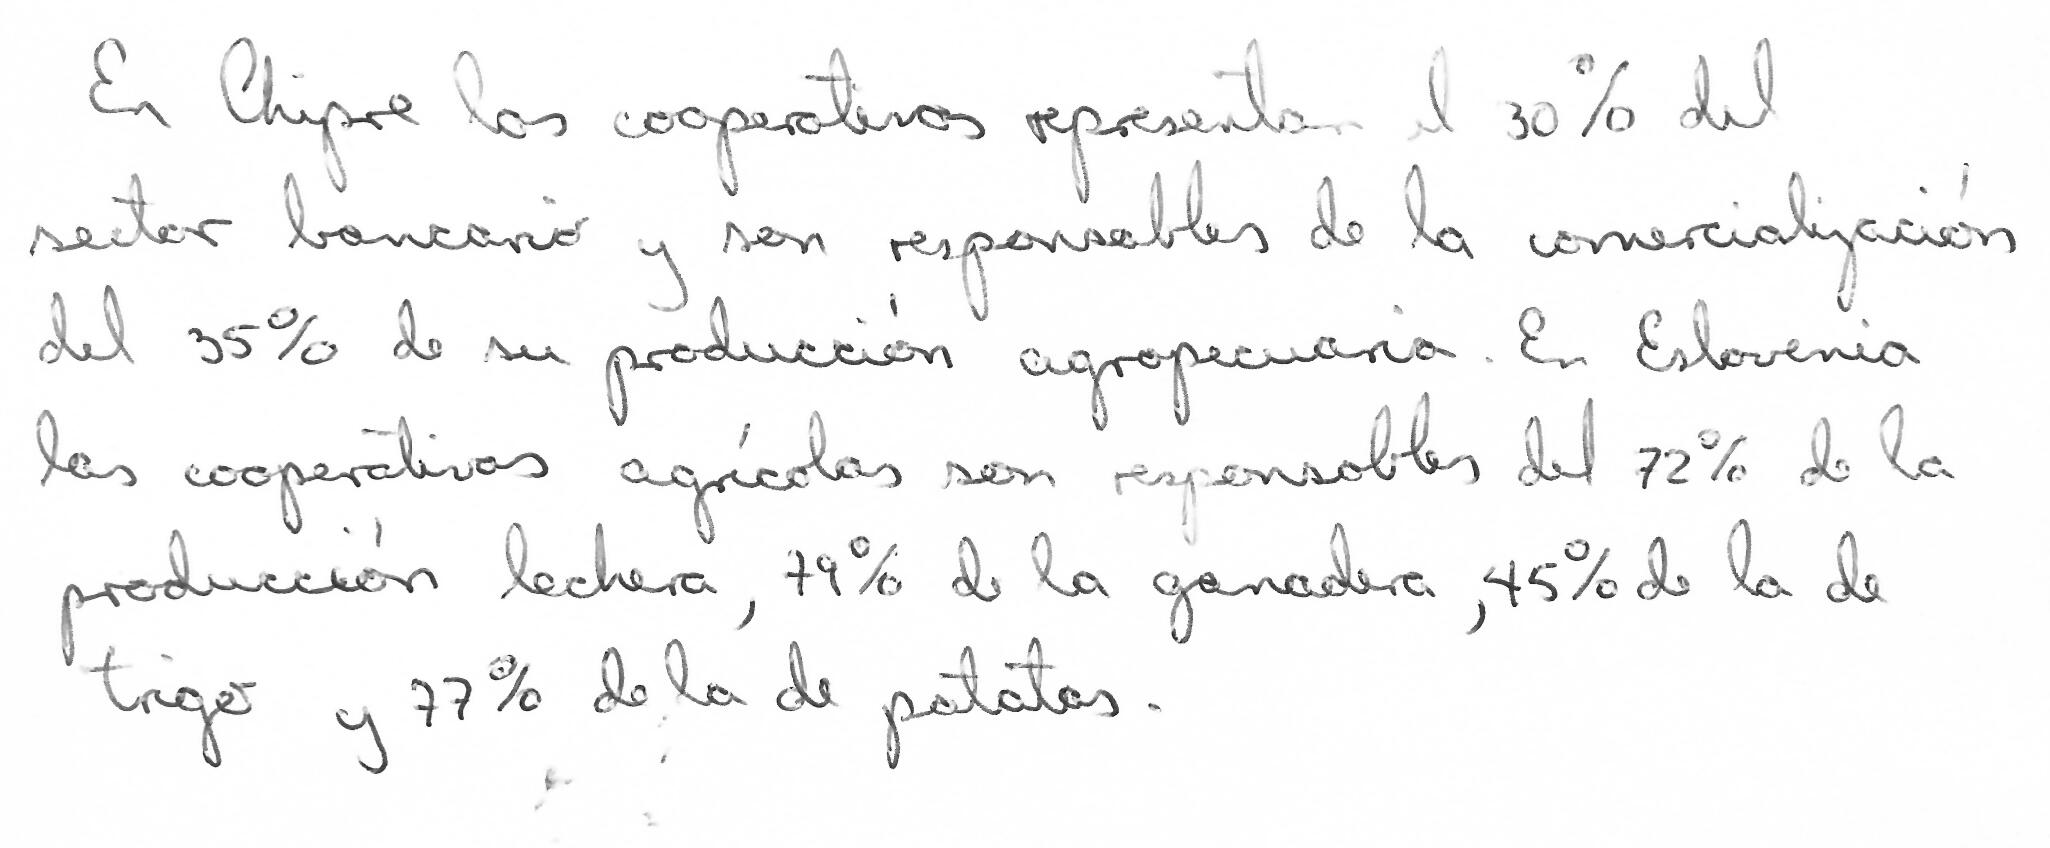 En Chipre las cooperativas representan el 30% del
sector bancario y son responsables de la comercialización
del 35% de su producción agropecuaria. En Eslovenia
las cooperativas agrícolas son responsables del 72% de la
producción lechera, 79% de la ganadera, 45% de la de
trigo y 77% de la de patatas.